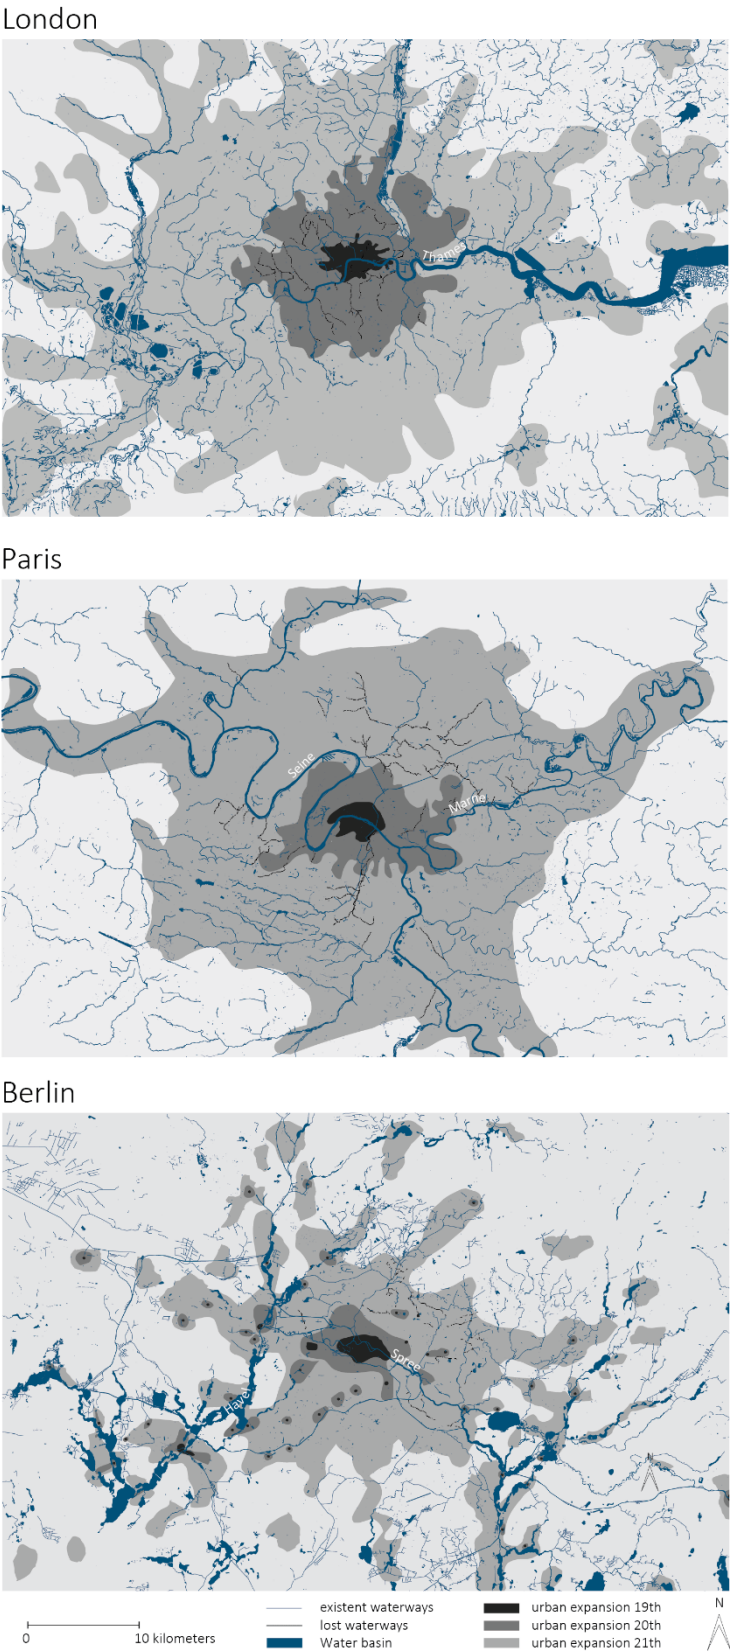 London
Thames
Paris
Seine
Marne
Berlin
Spree
Havel
N
existent waterways
lost waterways
Water basin
urban expansion 19th
urban expansion 20th
urban expansion 21th
0
10 kilometers
N